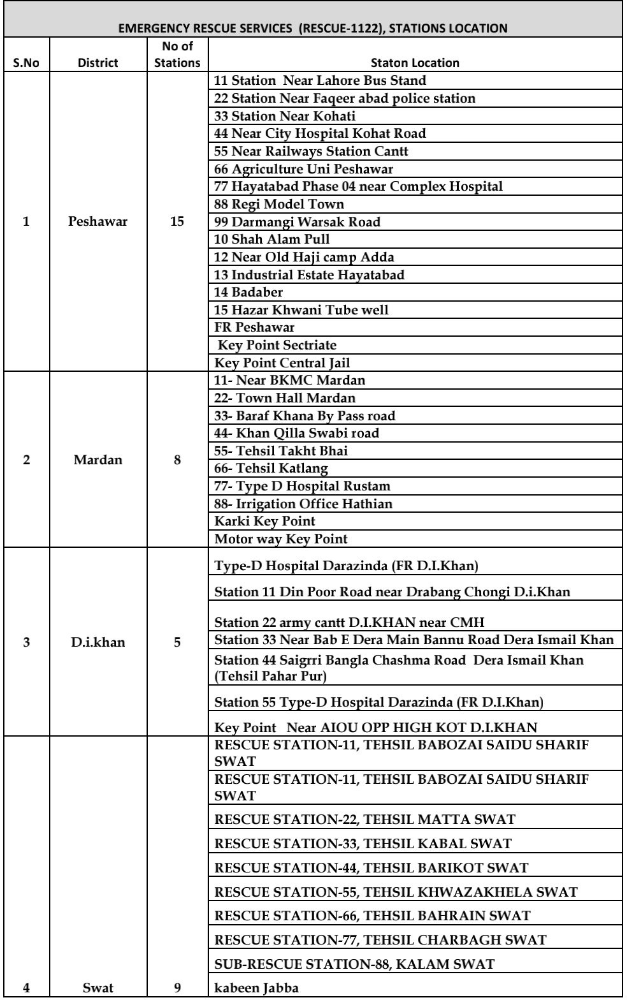 EMERGENCY RESCUE SERVICES (RESCUE-1122), STATIONS LOCATION
S.No District No of Stations Staton Location
1 Peshawar 15
11 Station Near Lahore Bus Stand
22 Station Near Faqeer abad police station
33 Station Near Kohati
44 Near City Hospital Kohat Road
55 Near Railways Station Cantt
66 Agriculture Uni Peshawar
77 Hayatabad Phase 04 near Complex Hospital
88 Regi Model Town
99 Darmangi Warsak Road
10 Shah Alam Pull
12 Near Old Haji camp Adda
13 Industrial Estate Hayatabad
14 Badaber
15 Hazar Khwani Tube well
FR Peshawar
Key Point Sectriate
Key Point Central Jail
2 Mardan 8
11- Near BKMC Mardan
22- Town Hall Mardan
33- Baraf Khana By Pass road
44- Khan Qilla Swabi road
55- Tehsil Takht Bhai
66- Tehsil Katlang
77- Type D Hospital Rustam
88- Irrigation Office Hathian
Karki Key Point
Motor way Key Point
3 D.i.khan 5
Type-D Hospital Darazinda (FR D.I.Khan)
Station 11 Din Poor Road near Drabang Chongi D.i.Khan
Station 22 army cantt D.I.KHAN near CMH
Station 33 Near Bab E Dera Main Bannu Road Dera Ismail Khan
Station 44 Saigrri Bangla Chashma Road Dera Ismail Khan
(Tehsil Pahar Pur)
Station 55 Type-D Hospital Darazinda (FR D.I.Khan)
Key Point Near AIOU OPP HIGH KOT D.I.KHAN
4 Swat 9
RESCUE STATION-11, TEHSIL BABOZAI SAIDU SHARIF
SWAT
RESCUE STATION-11, TEHSIL BABOZAI SAIDU SHARIF
SWAT
RESCUE STATION-22, TEHSIL MATTA SWAT
RESCUE STATION-33, TEHSIL KABAL SWAT
RESCUE STATION-44, TEHSIL BARIKOT SWAT
RESCUE STATION-55, TEHSIL KHWAZAKHELA SWAT
RESCUE STATION-66, TEHSIL BAHRAIN SWAT
RESCUE STATION-77, TEHSIL CHARBAGH SWAT
SUB-RESCUE STATION-88, KALAM SWAT
kabeen Jabba